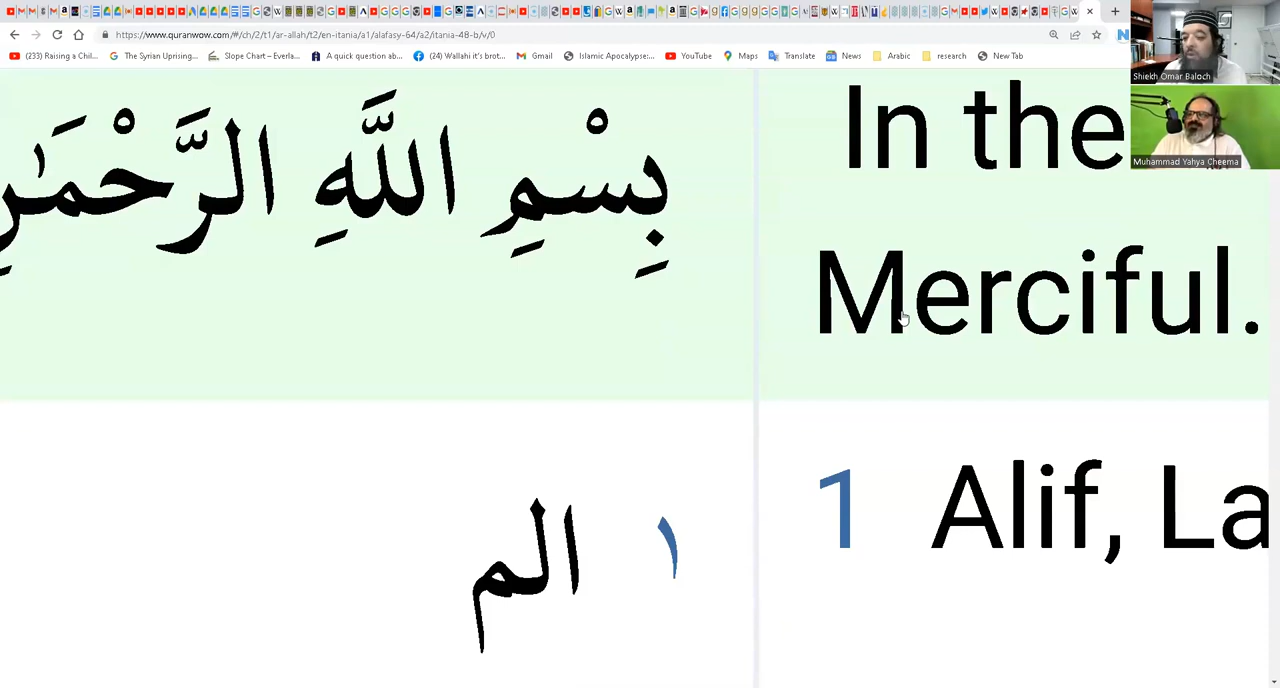 https://www.quranwow.com/#/ch/2/t1/ar-allah/t2/en-itania/a1/alafasy-64/a2/itania-48-b/v/0
(233) Raising a Chil...
The Syrian Uprising...
Slope Chart – Everla...
A quick question ab...
(24) Wallahi it's brot...
Gmail
Islamic Apocalypse:...
YouTube
Maps
Translate
News
Arabic
research
New Tab
Shiekh Omar Baloch
Muhammad Yahya Cheema
بِسْمِ اللَّهِ الرَّحْمَٰنِ
In the
Merciful.
١ الم
1 Alif, La